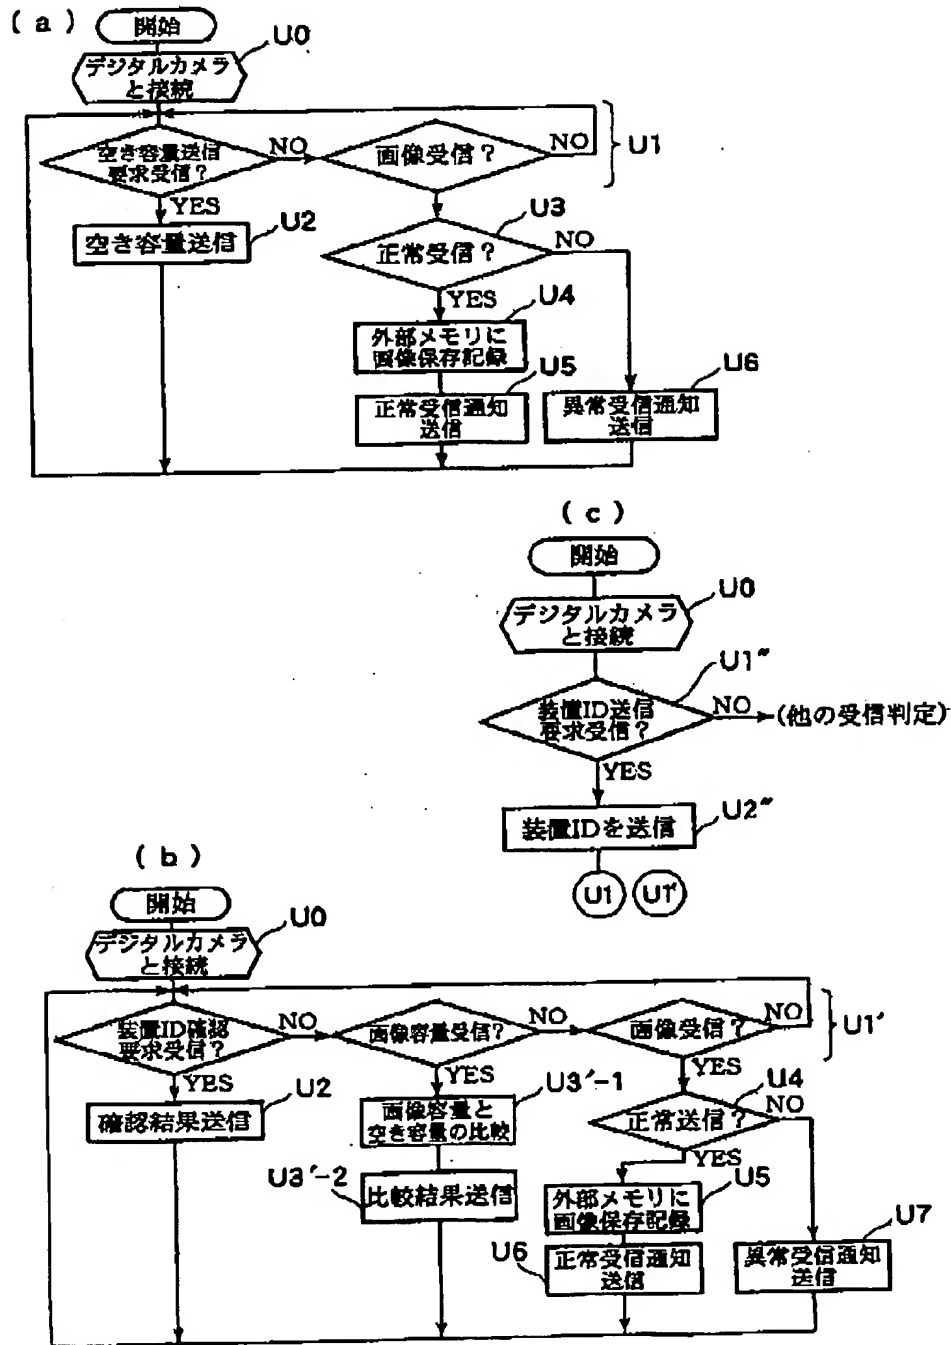 (a)
開始
U0
デジタルカメラ
と接続
空き容量送信
要求受信?
NO
画像受信?
NO
U1
YES
U2
空き容量送信
U3
正常受信?
NO
YES
U4
外部メモリに
画像保存記録
U5
正常受信通知
送信
U6
異常受信通知
送信
(c)
開始
U0
デジタルカメラ
と接続
U1"
装置ID送信
要求受信?
NO
(他の受信判定)
YES
U2"
装置IDを送信
U1
U1'
(b)
開始
U0
デジタルカメラ
と接続
装置ID確認
要求受信?
NO
画像容量受信?
NO
画像受信?
NO
U1'
YES
U2
確認結果送信
YES
U3'-1
画像容量と
空き容量の比較
U3'-2
比較結果送信
YES
U4
正常送信?
NO
YES
U5
外部メモリに
画像保存記録
U6
正常受信通知
送信
U7
異常受信通知
送信